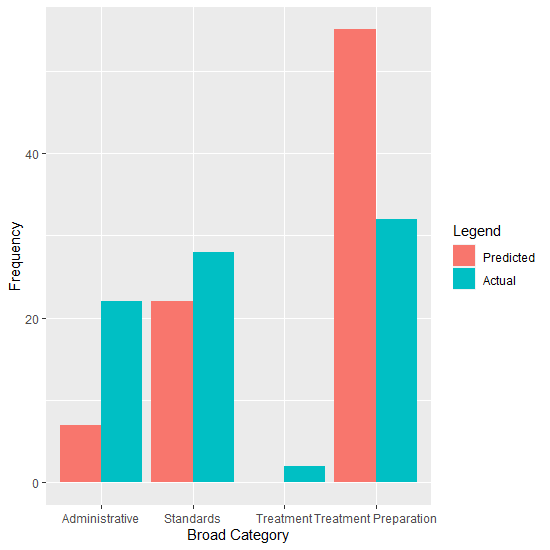 Frequency
40
20
0
Administrative
Standards
Treatment
Treatment Preparation
Broad Category
Legend
Predicted
Actual